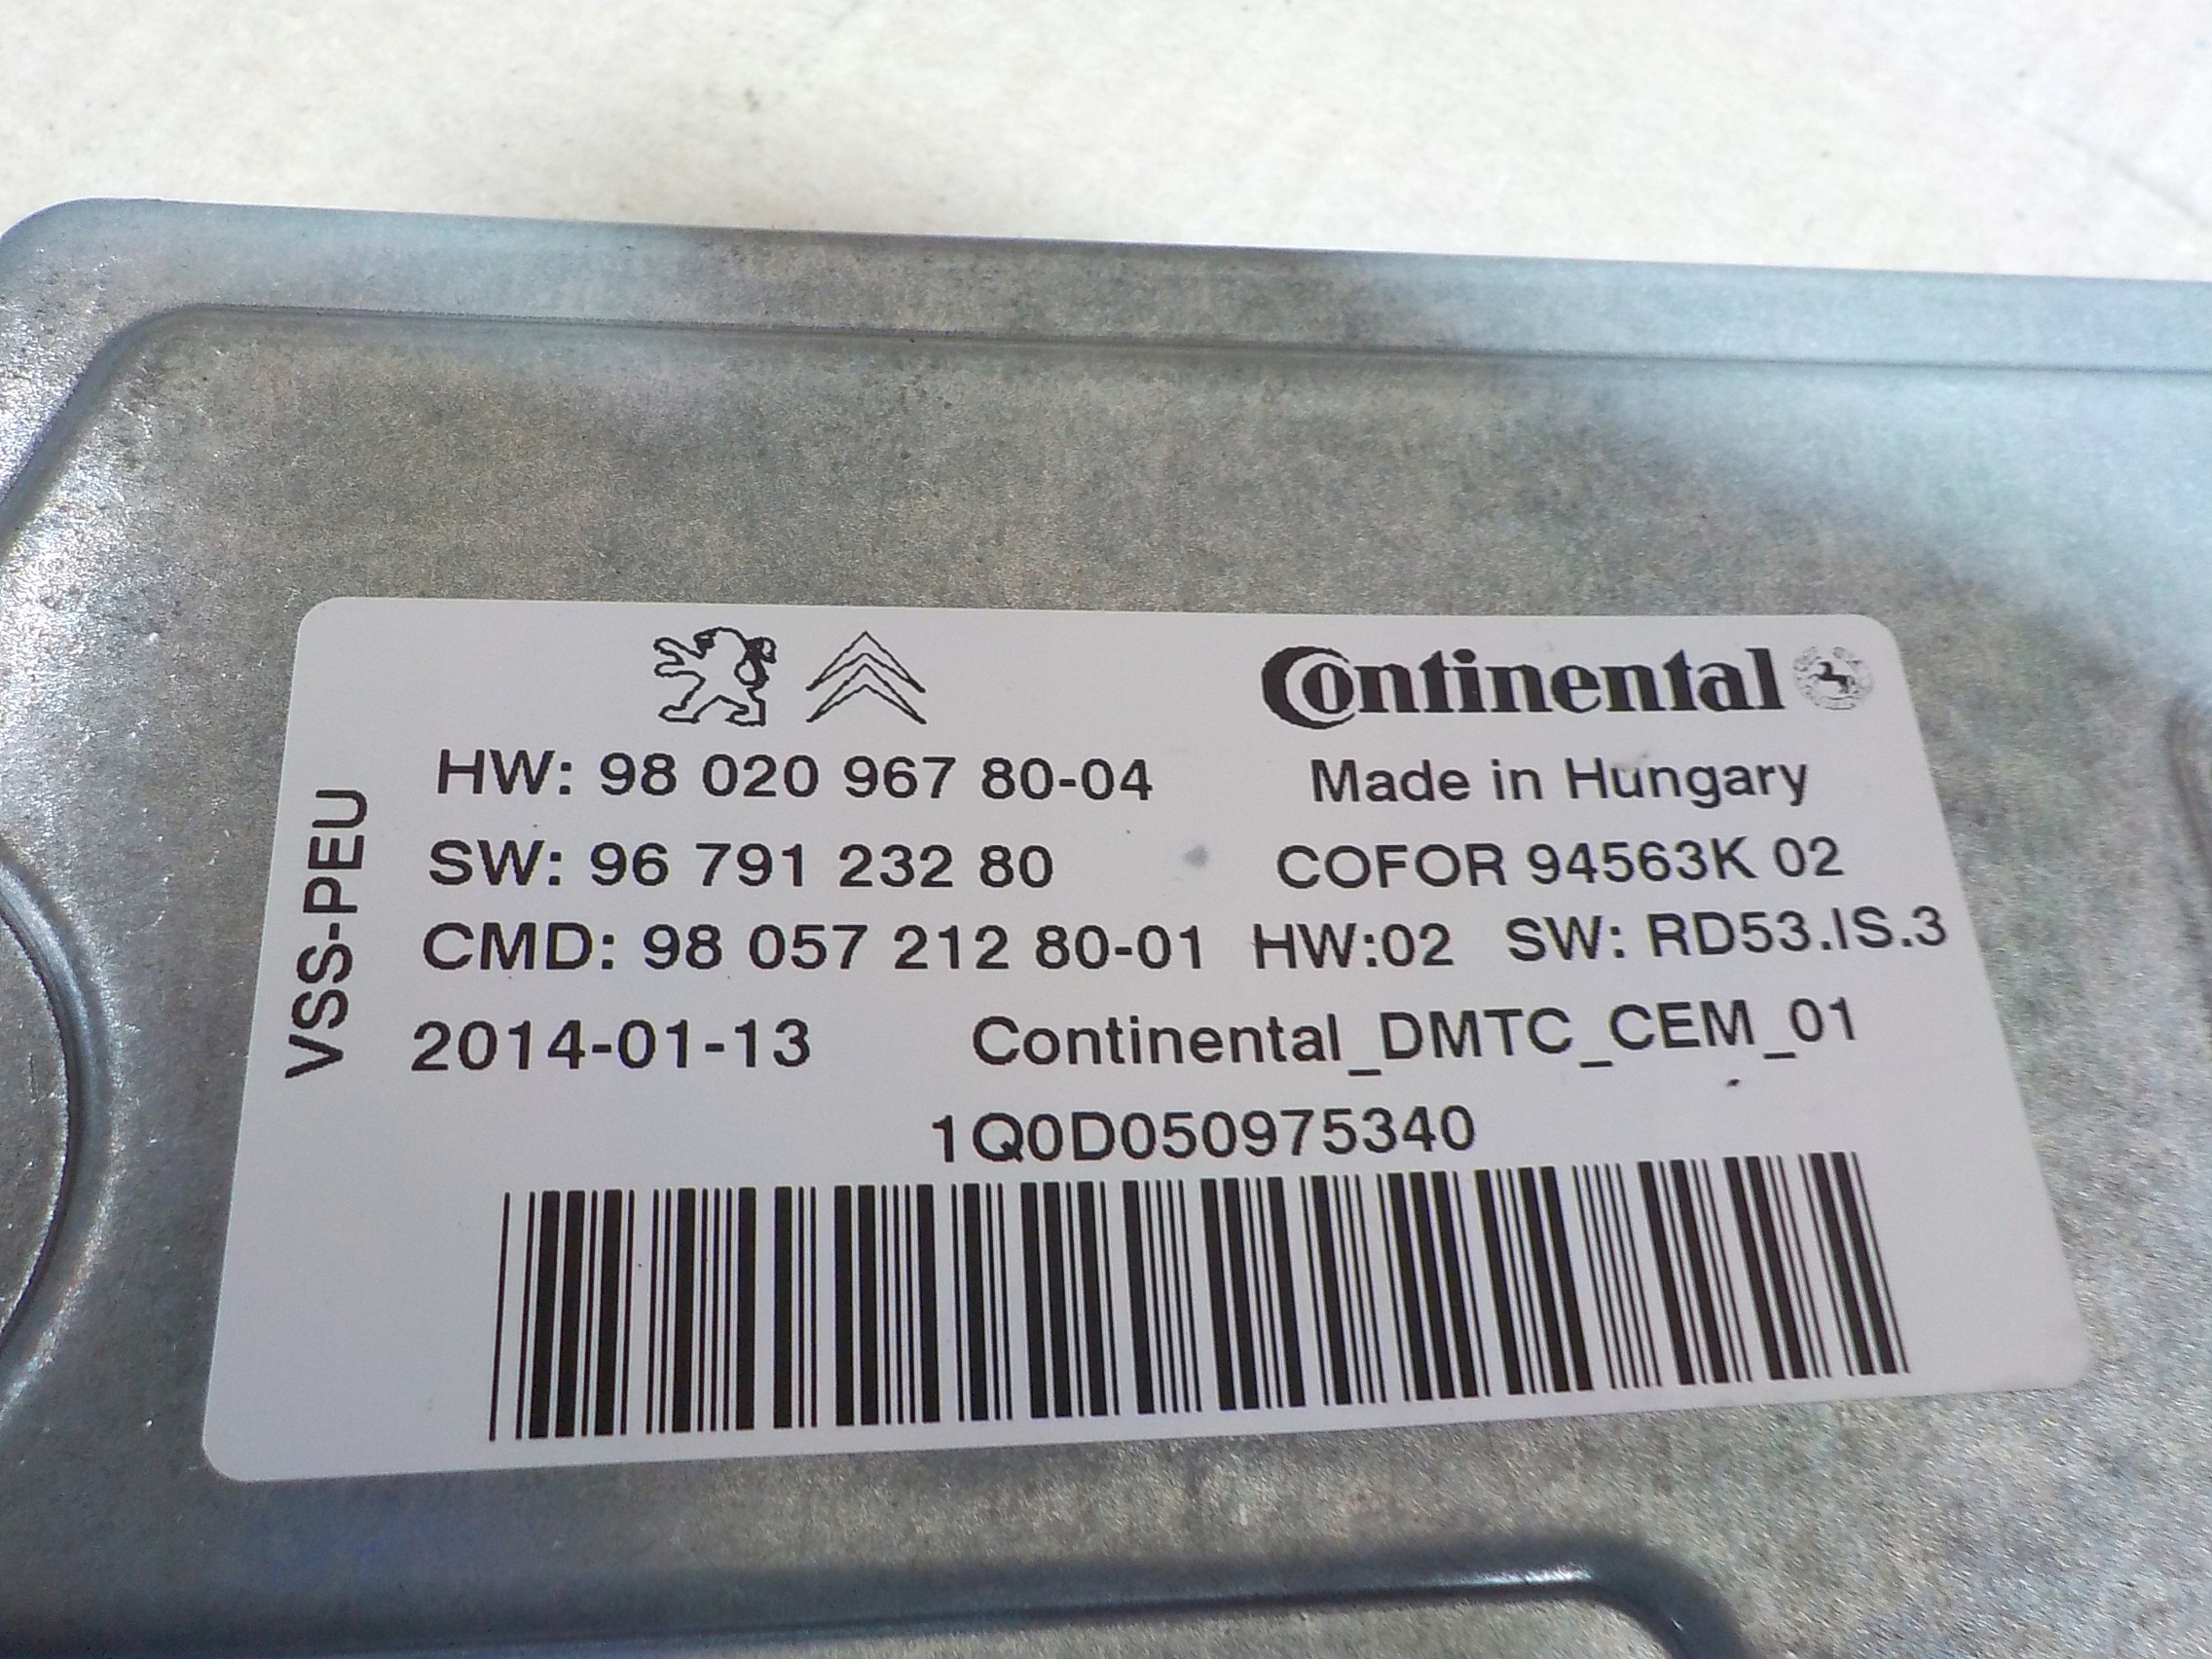 Continental
HW: 98 020 967 80-04
Made in Hungary
SW: 96 791 232 80
COFOR 94563K 02
CMD: 98 057 212 80-01 HW:02 SW: RD53.IS.3
2014-01-13
Continental_DMTC_CEM_01
VSS-PEU
1Q0D050975340